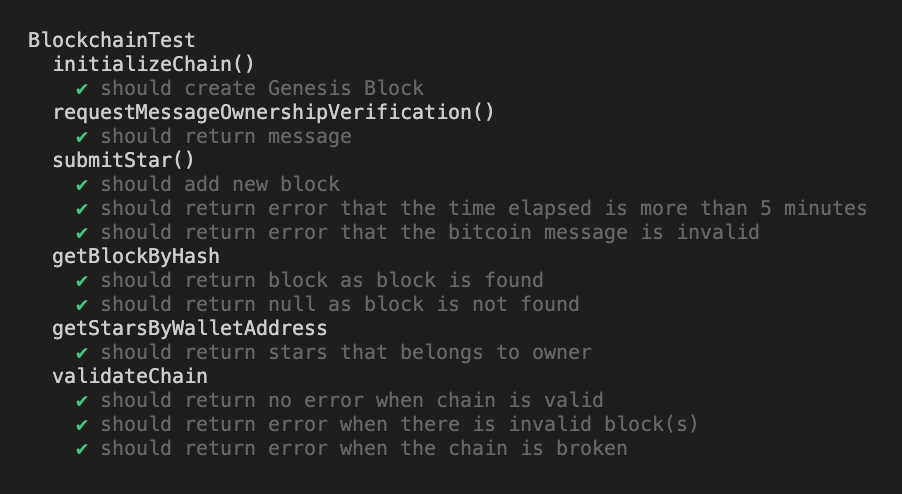 BlockchainTest
initializeChain()
✔ should create Genesis Block
requestMessageOwnershipVerification()
✔ should return message
submitStar()
✔ should add new block
✔ should return error that the time elapsed is more than 5 minutes
✔ should return error that the bitcoin message is invalid
getBlockByHash
✔ should return block as block is found
✔ should return null as block is not found
getStarsByWalletAddress
✔ should return stars that belongs to owner
validateChain
✔ should return no error when chain is valid
✔ should return error when there is invalid block(s)
✔ should return error when the chain is broken